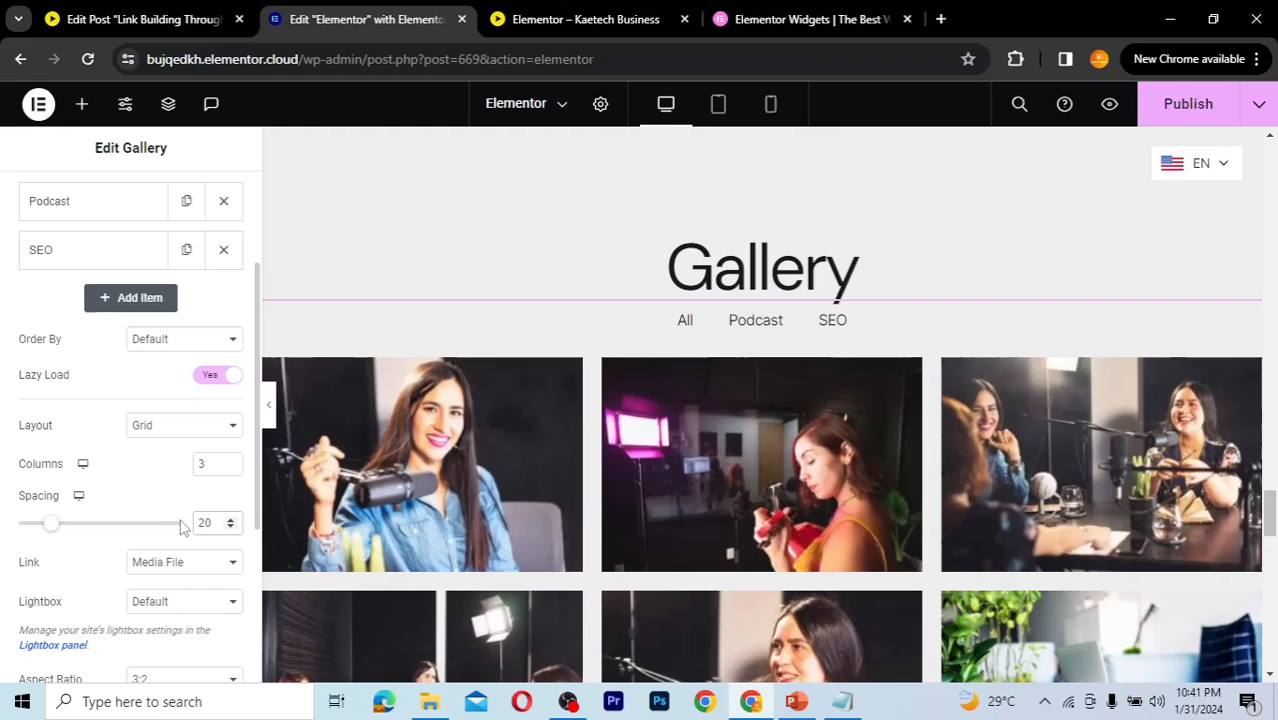 Edit Post "Link Building Throug
Edit "Elementor" with Elemento
Elementor – Kaetech Business
Elementor Widgets | The Best W
bujqedkh.elementor.cloud/wp-admin/post.php?post=669&action=elementor
New Chrome available
Elementor
Publish
Edit Gallery
EN
Podcast
SEO
Gallery
Add Item
All Podcast SEO
Order By Default
Lazy Load Yes
Layout Grid
Columns 3
Spacing
20
Link Media File
Lightbox Default
Manage your site's lightbox settings in the
Lightbox panel.
Aspect Ratio 3:2
Type here to search
Pr
Ps
29°C
10:41 PM
1/31/2024
1